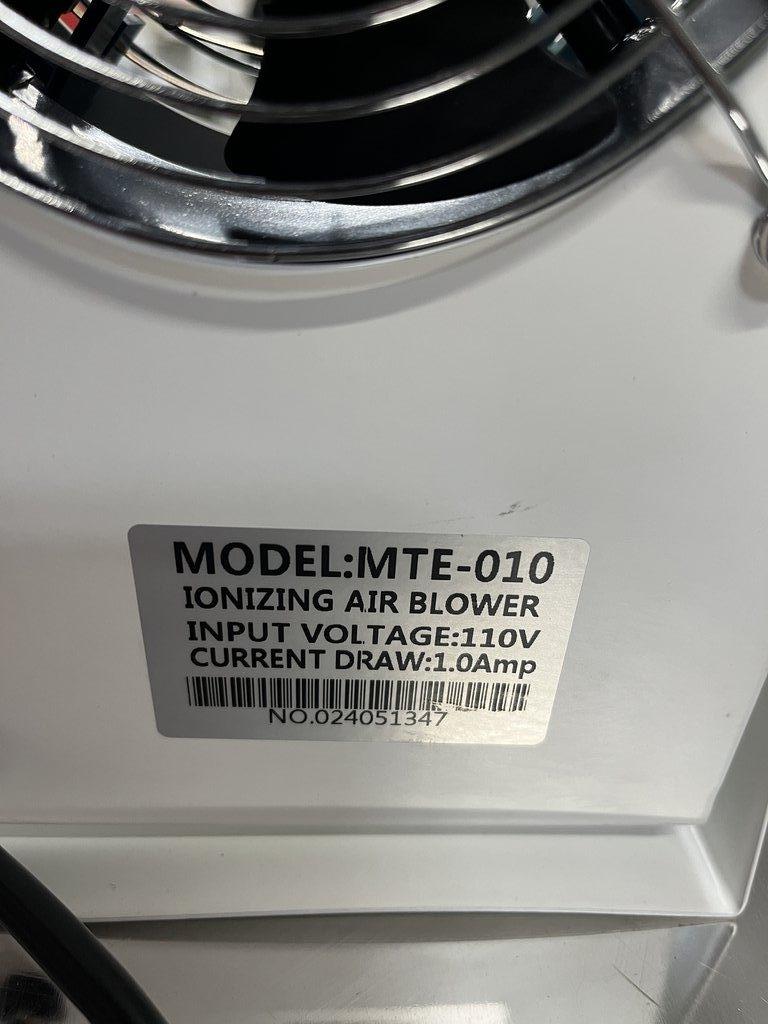 MODEL:MTE-010
IONIZING AIR BLOWER
INPUT VOLTAGE:110V
CURRENT DRAW:1.0Amp
NO.024051347